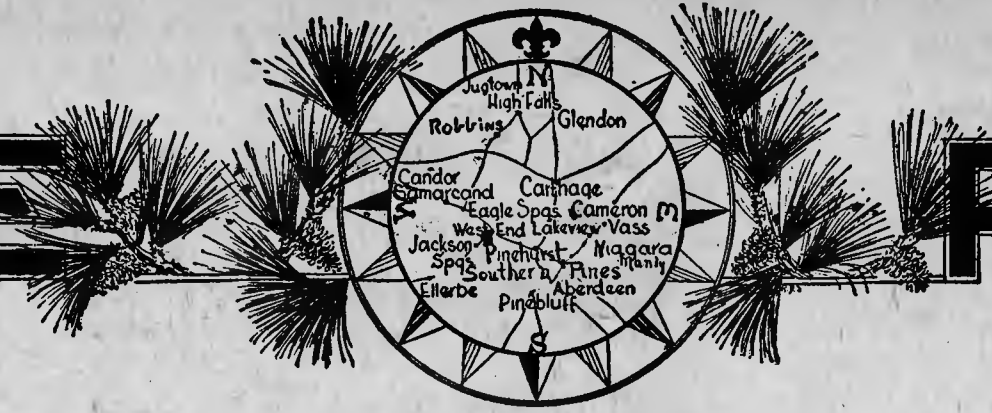 N
Jugtown
High Falls
Robbins Glendon
Candor
Samarcand Carthage
Eagle Spgs Cameron
W E
West End Lakeview Vass
Jackson Pinehurst Niagara
Spgs Manly
Southern Pines
Ellerbe Aberdeen
Pinebluff
S